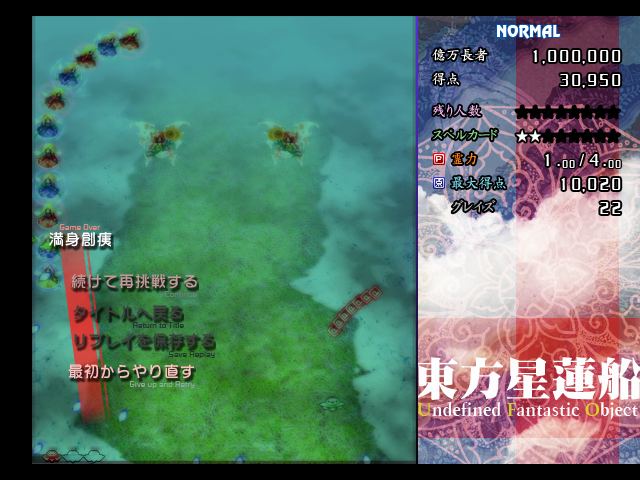 NORMAL
億万長者 1,000,000
得点 30,950
残り人数
スペルカード
P 霊力 1.00/4.00
最大得点 10,020
グレイズ 22
Game Over
満身創痍
続けて再挑戦する
Continue
タイトルへ戻る
Return to Title
リプレイを保存する
Save Replay
最初からやり直す
Give up and Retry
東方星蓮船
Undefined Fantastic Object